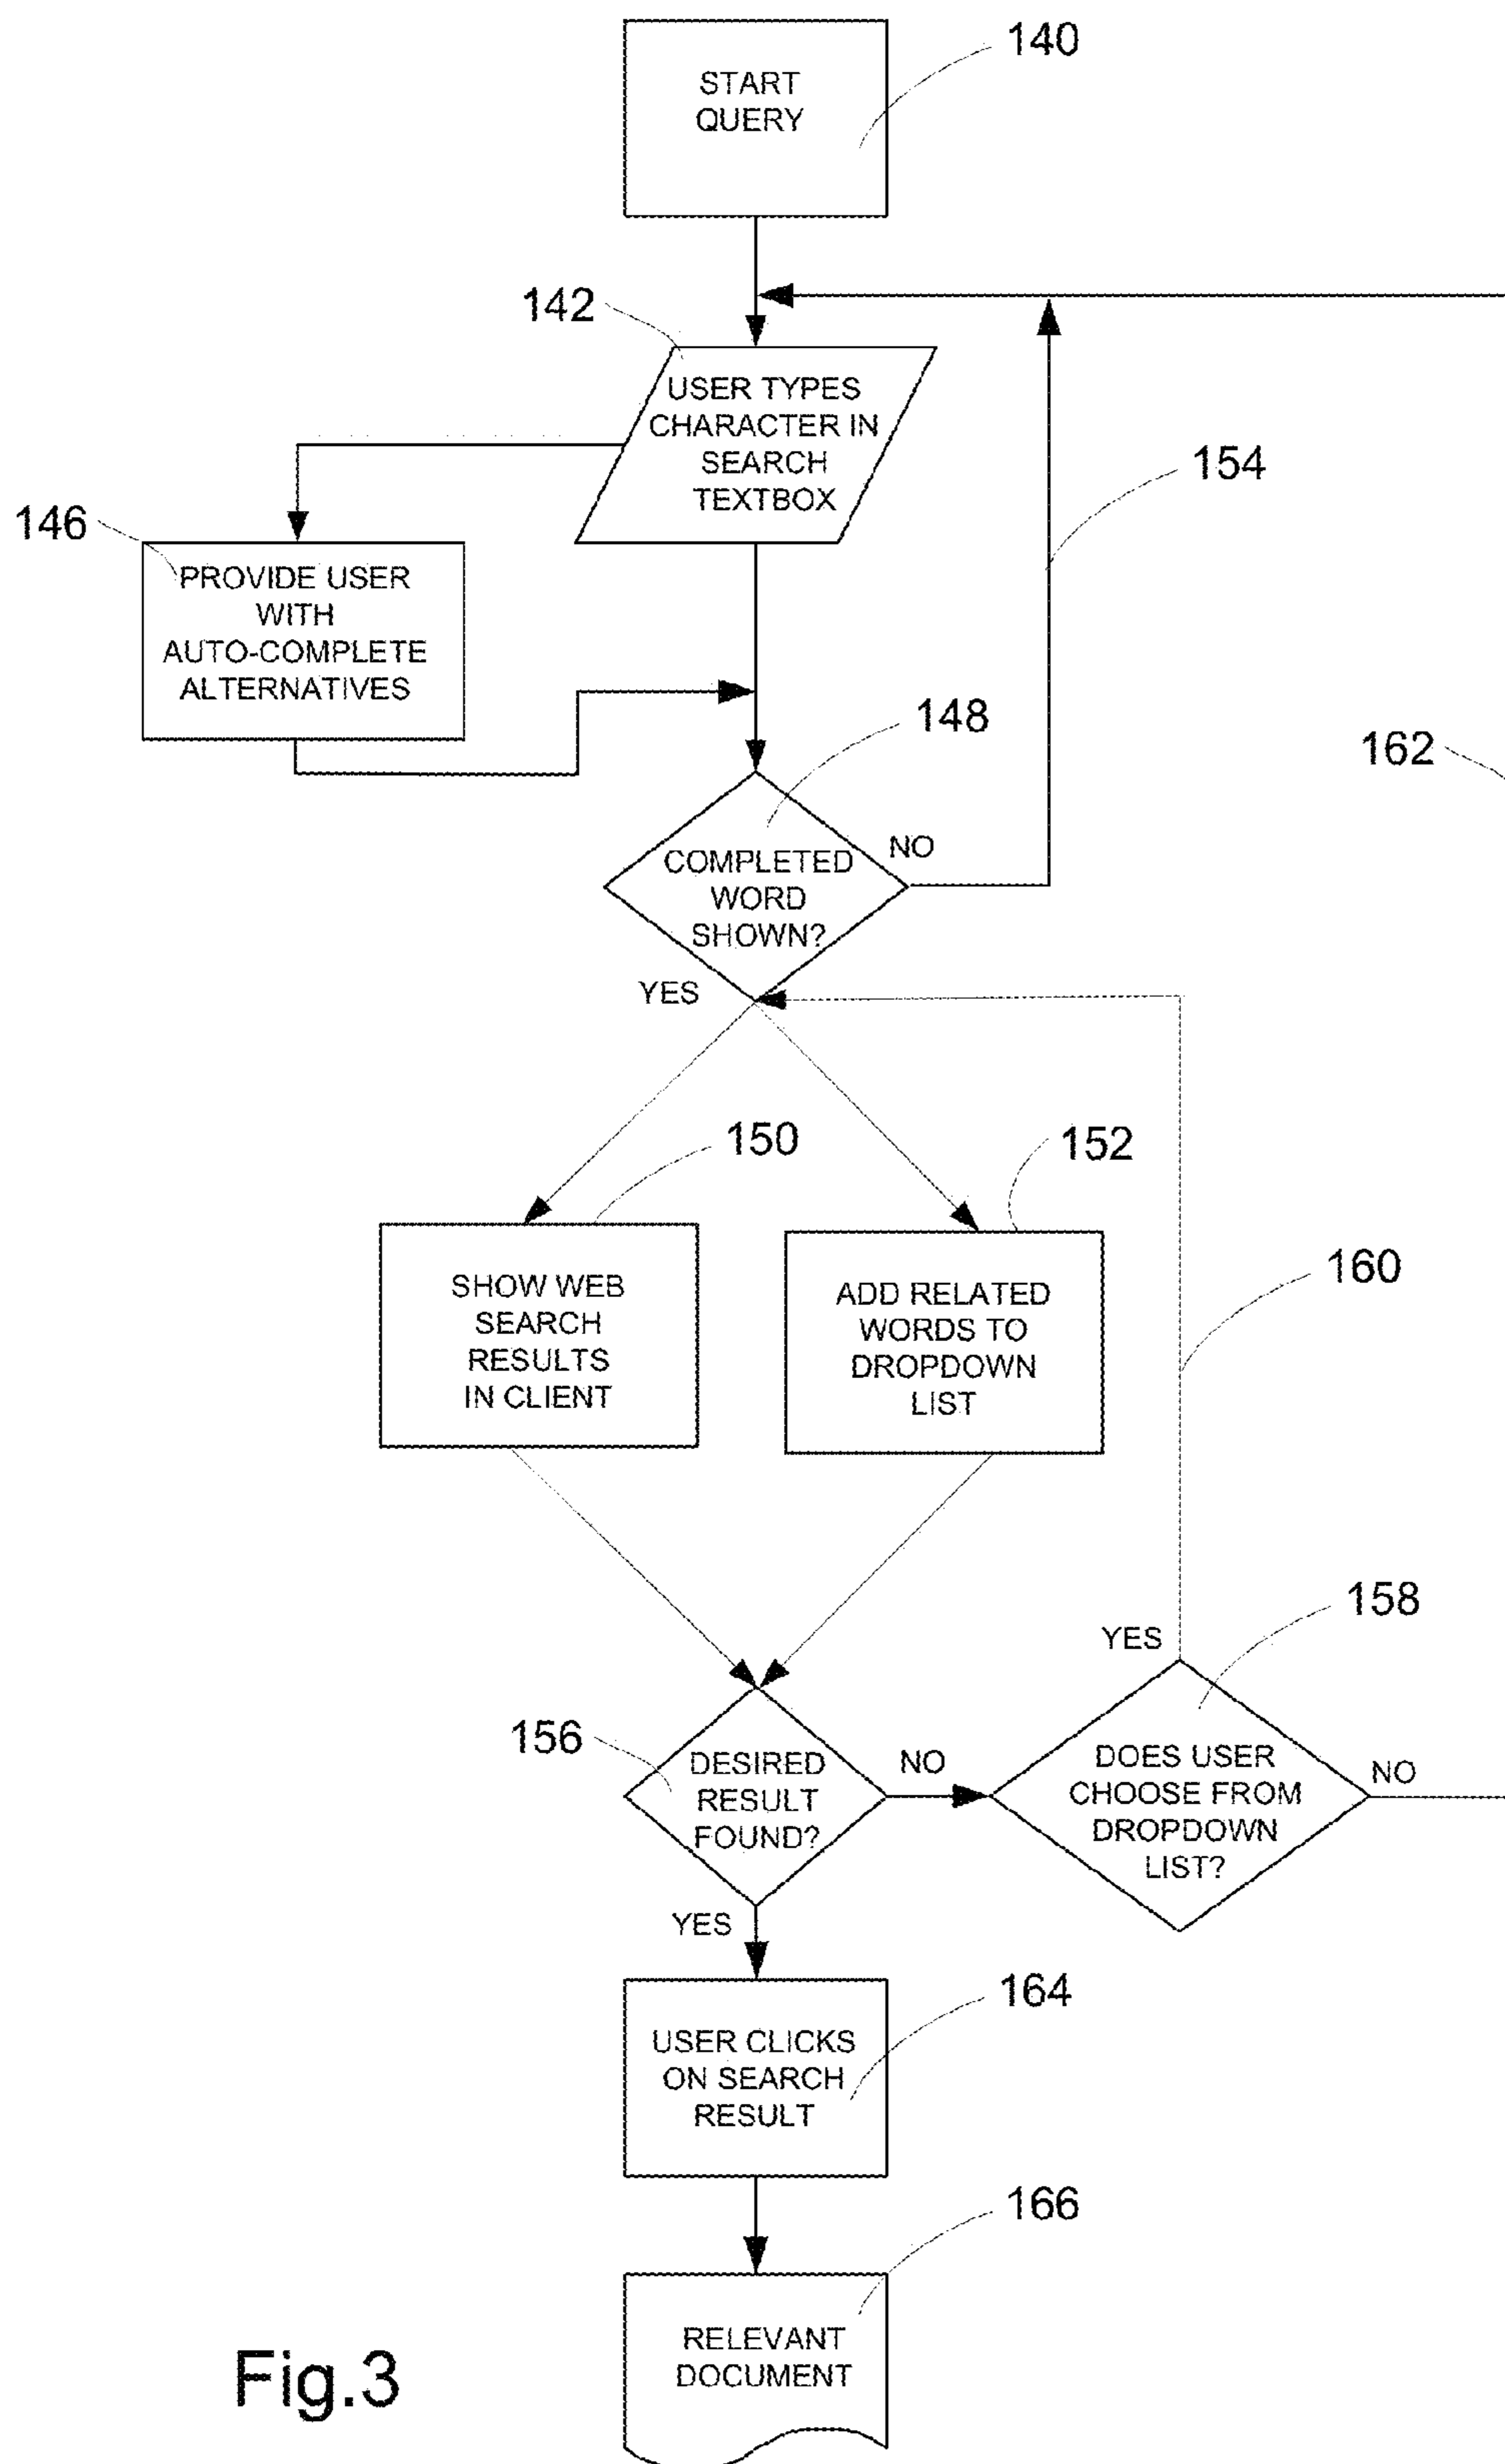 140
START
QUERY
142
USER TYPES
CHARACTER IN
SEARCH
TEXTBOX
154
146
PROVIDE USER
WITH
AUTO-COMPLETE
ALTERNATIVES
148
162
COMPLETED
WORD
SHOWN?
NO
YES
150
152
SHOW WEB
SEARCH
RESULTS
IN CLIENT
ADD RELATED
WORDS TO
DROPDOWN
LIST
160
158
YES
156
DESIRED
RESULT
FOUND?
NO
DOES USER
CHOOSE FROM
DROPDOWN
LIST?
NO
YES
164
USER CLICKS
ON SEARCH
RESULT
166
RELEVANT
DOCUMENT
Fig.3